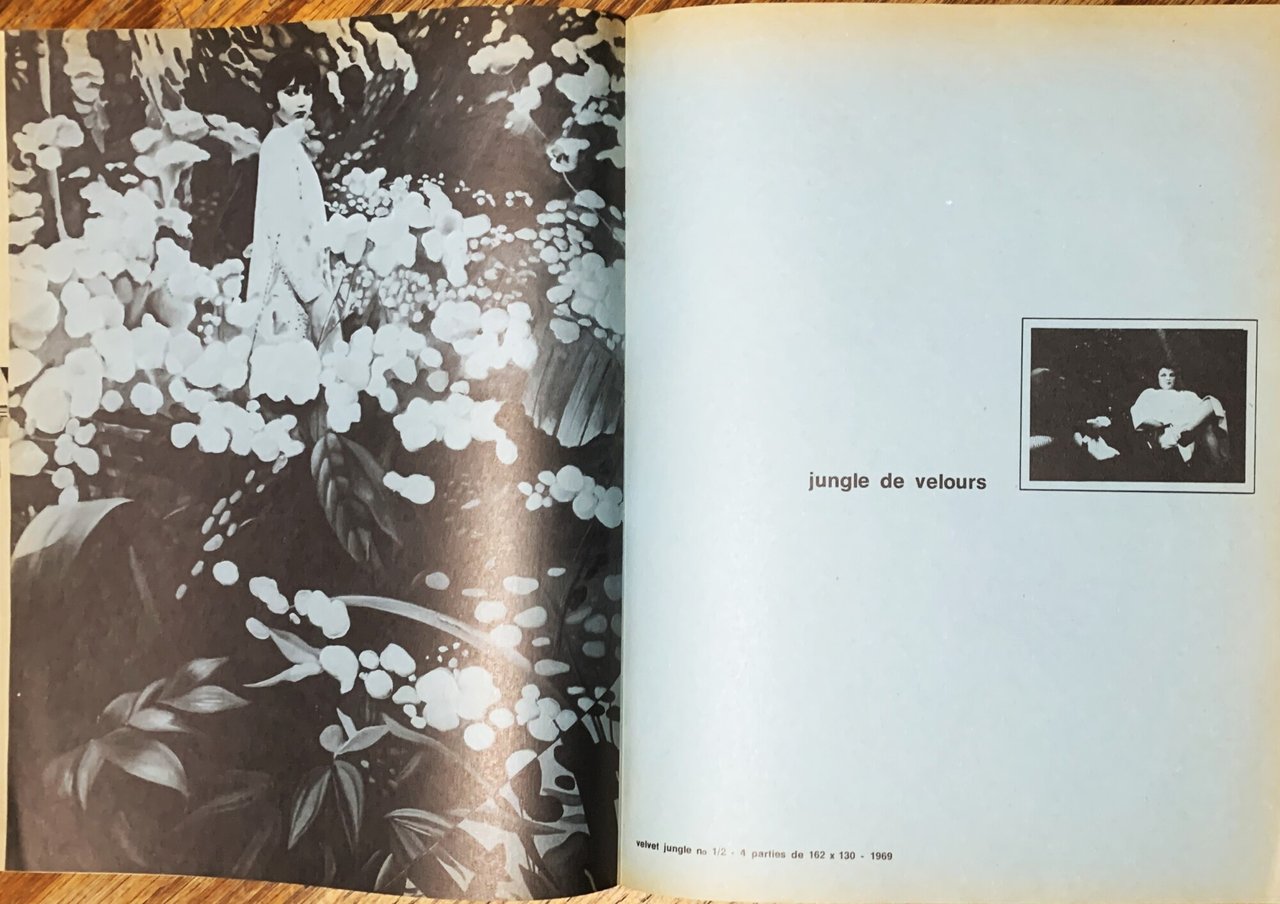 jungle de velours
velvet jungle no 1/2 - 4 parties de 162 x 130 - 1969